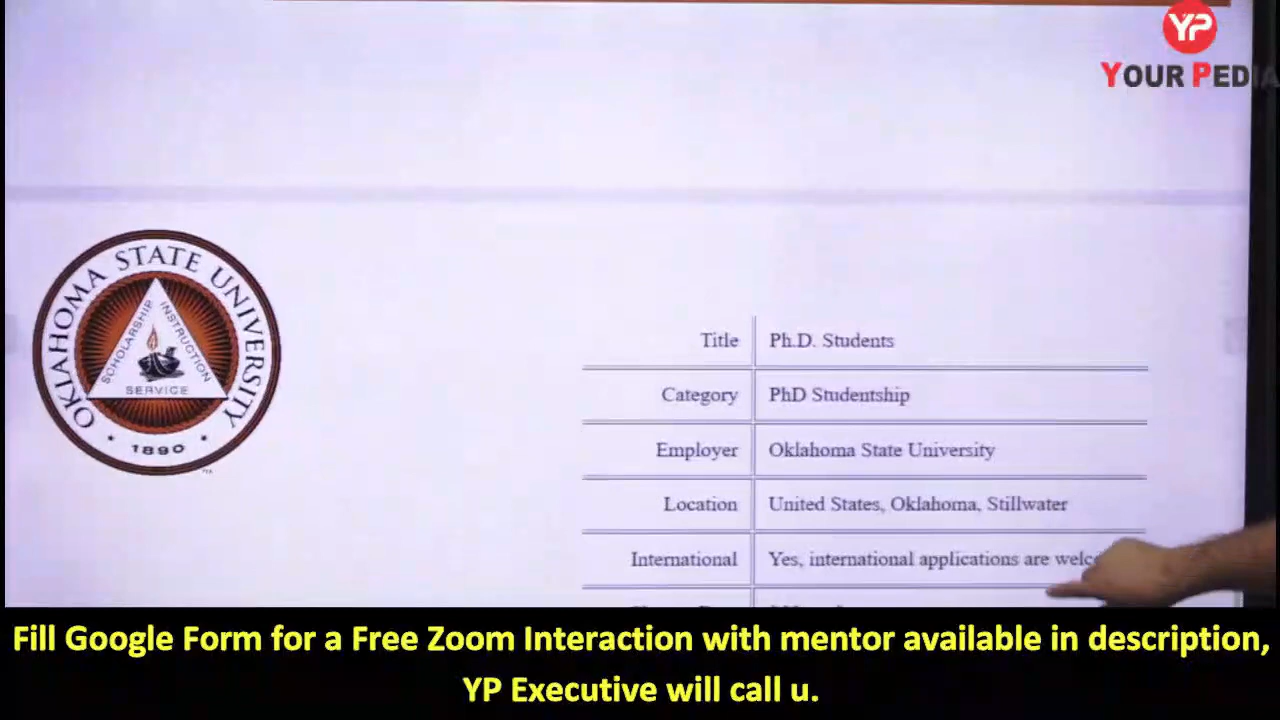 YP
YOUR PEDIA
OKLAHOMA STATE UNIVERSITY
SCHOLARSHIP
INSTRUCTION
SERVICE
• 1890 •
TM
Title Ph.D. Students
Category PhD Studentship
Employer Oklahoma State University
Location United States, Oklahoma, Stillwater
International Yes, international applications are
Fill Google Form for a Free Zoom Interaction with mentor available in description,
YP Executive will call u.